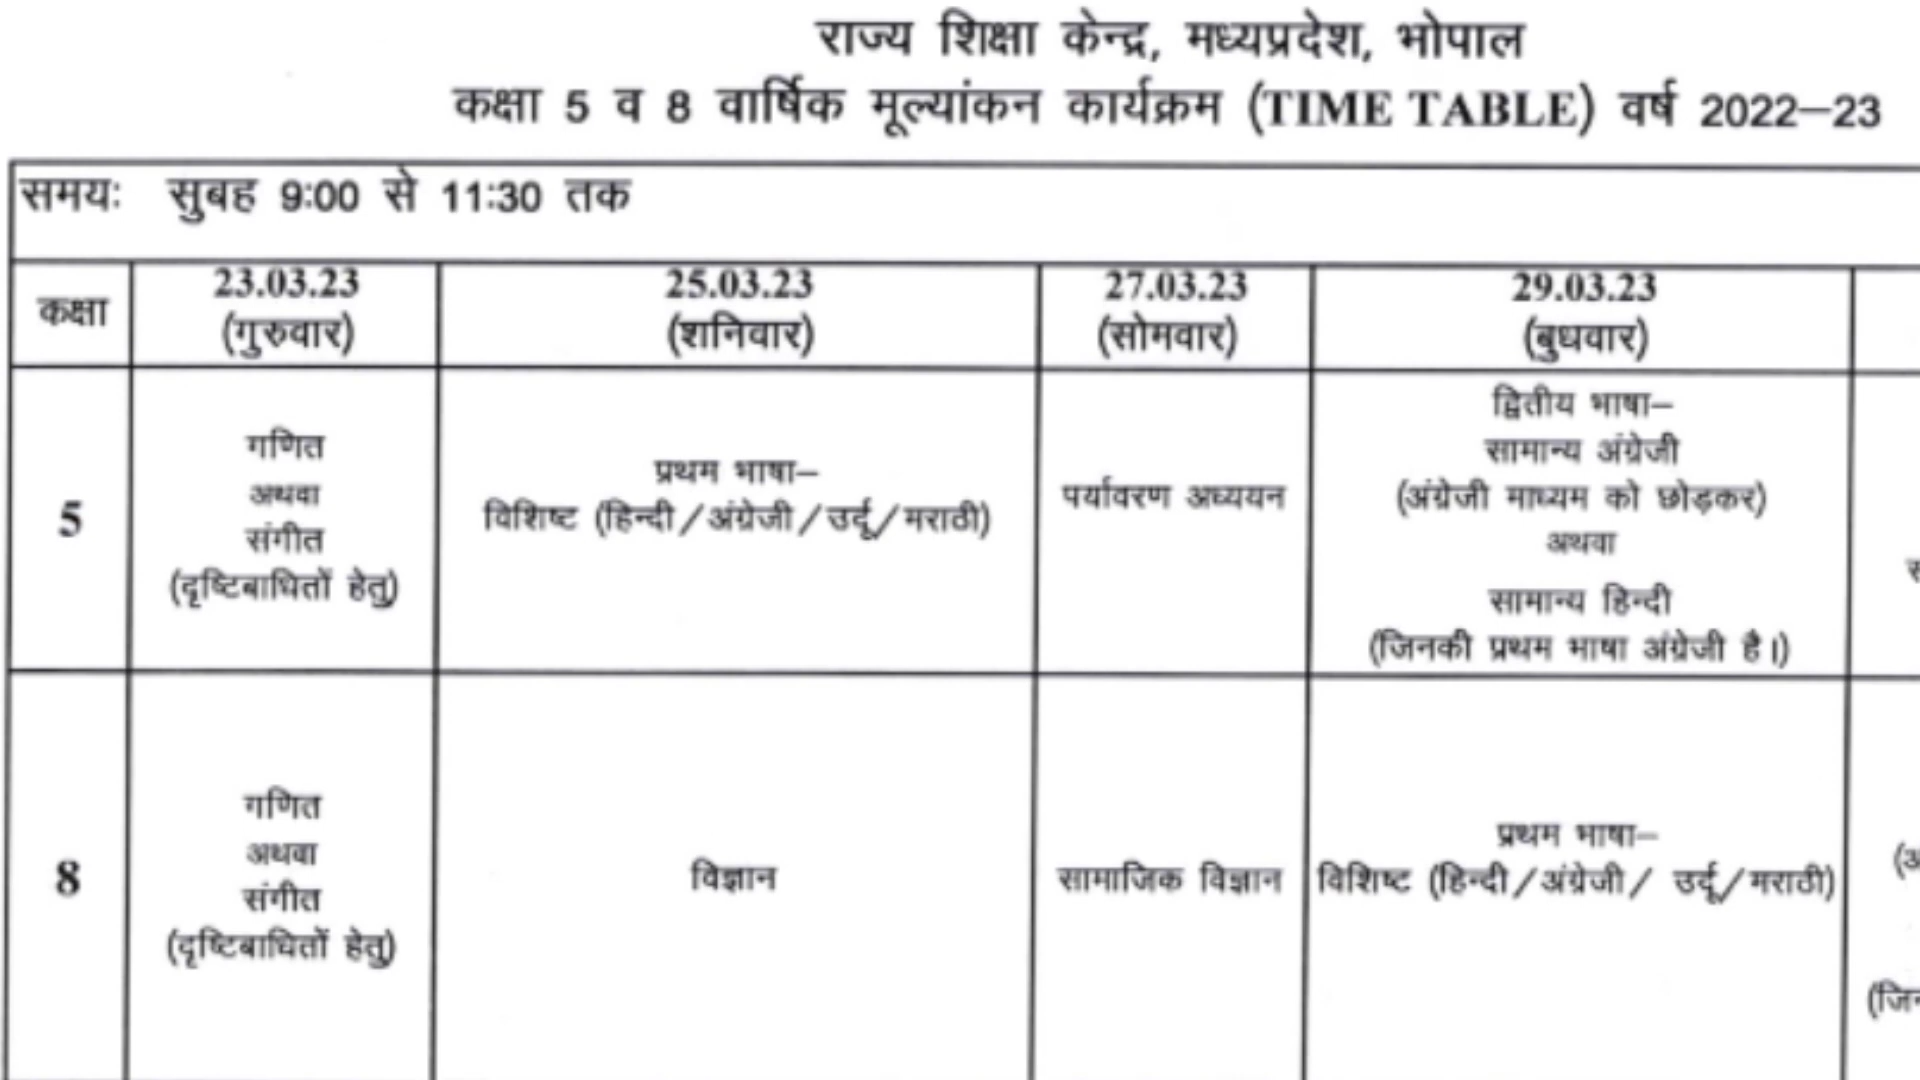 राज्य शिक्षा केन्द्र, मध्यप्रदेश, भोपाल
कक्षा 5 व 8 वार्षिक मूल्यांकन कार्यक्रम (TIME TABLE) वर्ष 2022–23
समयः सुबह 9:00 से 11:30 तक
कक्षा
23.03.23
(गुरुवार)
25.03.23
(शनिवार)
27.03.23
(सोमवार)
29.03.23
(बुधवार)
5
गणित
अथवा
संगीत
(दृष्टिबाधितों हेतु)
प्रथम भाषा–
विशिष्ट (हिन्दी/अंग्रेजी/उर्दू/मराठी)
पर्यावरण अध्ययन
द्वितीय भाषा–
सामान्य अंग्रेजी
(अंग्रेजी माध्यम को छोड़कर)
अथवा
सामान्य हिन्दी
(जिनकी प्रथम भाषा अंग्रेजी है।)
8
गणित
अथवा
संगीत
(दृष्टिबाधितों हेतु)
विज्ञान
सामाजिक विज्ञान
प्रथम भाषा–
विशिष्ट (हिन्दी/अंग्रेजी/ उर्दू/मराठी)